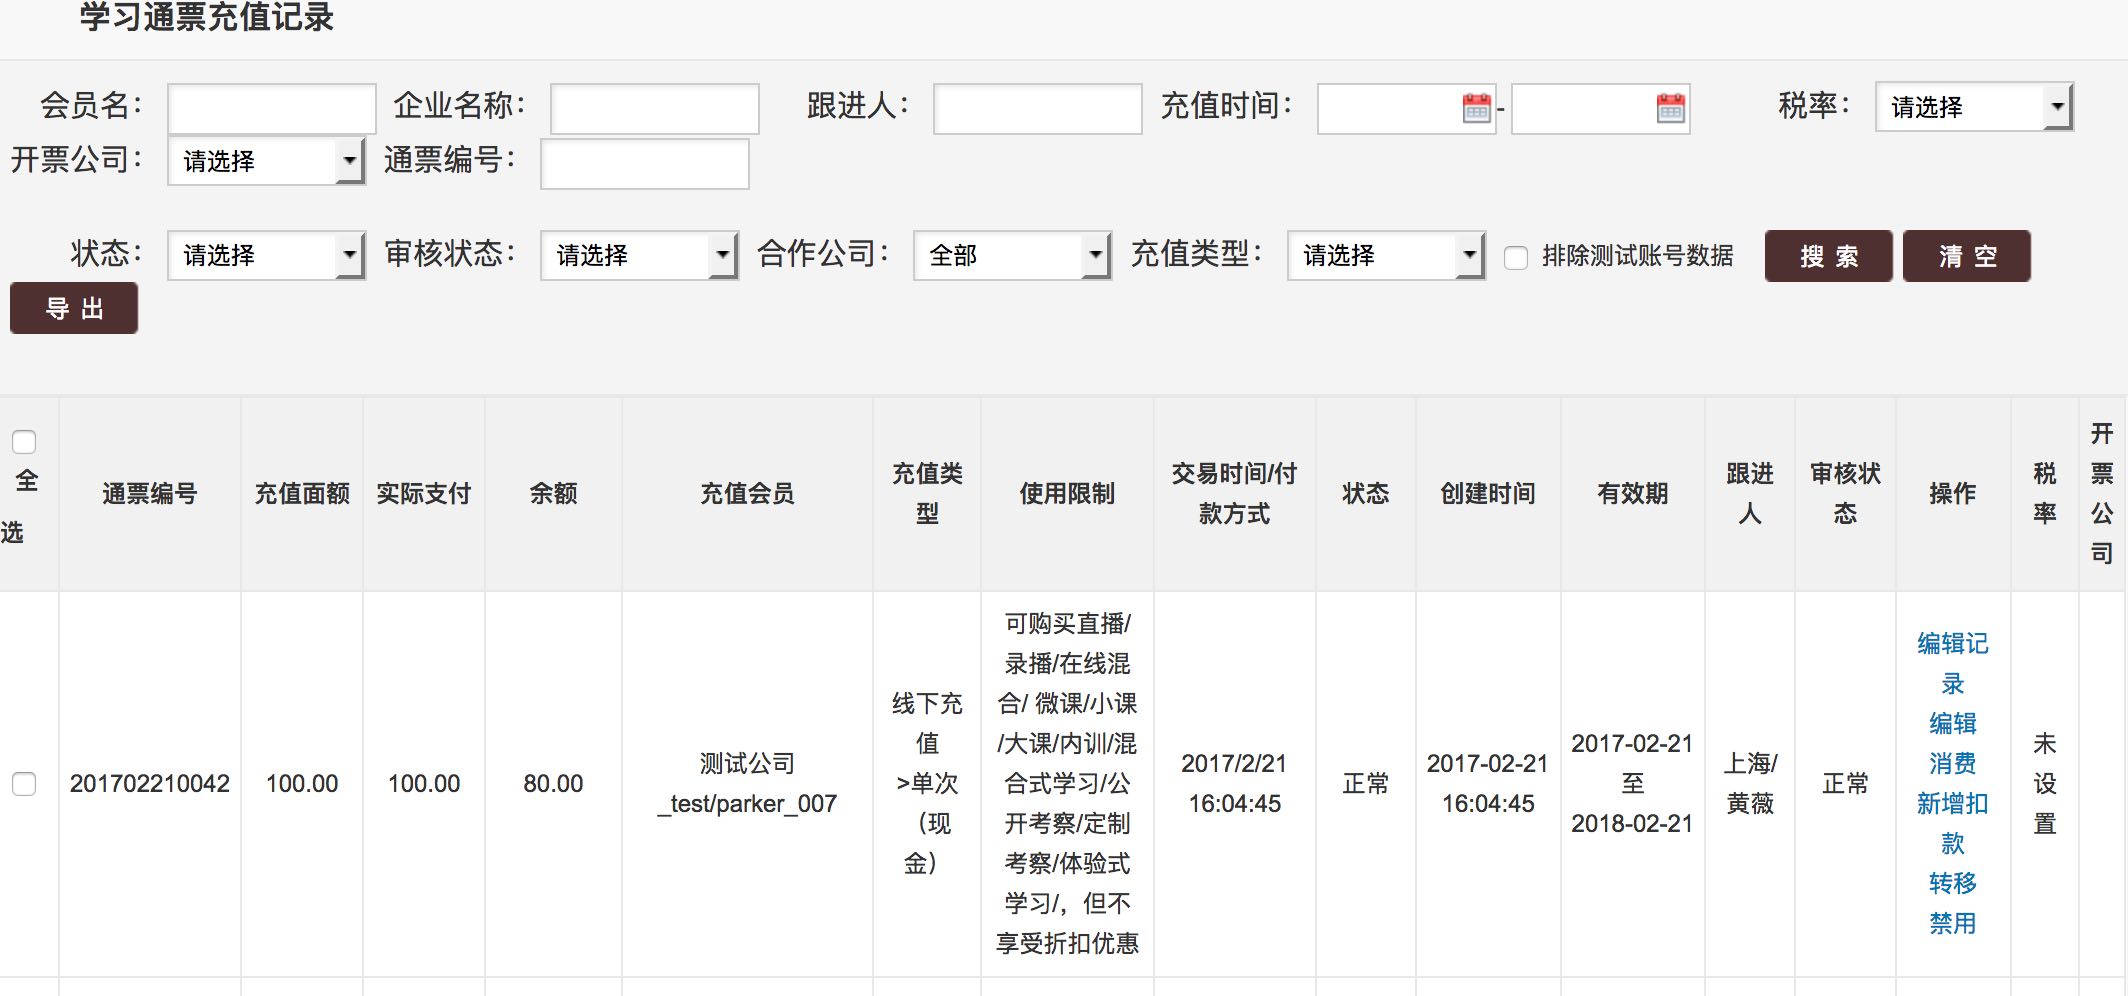 学习通票充值记录
会员名： 企业名称： 跟进人： 充值时间： - 税率： 请选择
开票公司： 请选择 通票编号：
状态： 请选择 审核状态： 请选择 合作公司： 全部 充值类型： 请选择 排除测试账号数据 搜 索 清 空
导 出
全
选
通票编号
充值面额
实际支付
余额
充值会员
充值类
型
使用限制
交易时间/付
款方式
状态
创建时间
有效期
跟进
人
审核状
态
操作
税
率
开
票
公
司
201702210042
100.00
100.00
80.00
测试公司
_test/parker_007
线下充
值
>单次
（现
金）
可购买直播/
录播/在线混
合/ 微课/小课
/大课/内训/混
合式学习/公
开考察/定制
考察/体验式
学习/，但不
享受折扣优惠
2017/2/21
16:04:45
正常
2017-02-21
16:04:45
2017-02-21
至
2018-02-21
上海/
黄薇
正常
编辑记
录
编辑
消费
新增扣
款
转移
禁用
未
设
置